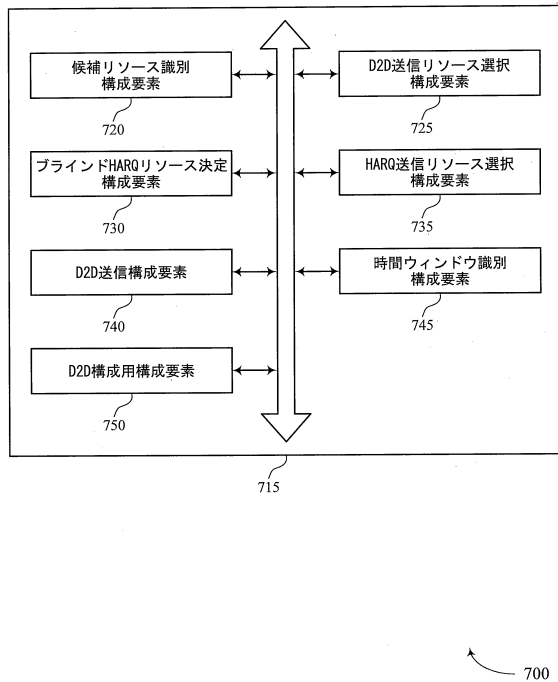 候補リソース識別
構成要素
720
D2D送信リソース選択
構成要素
725
ブラインドHARQリソース決定
構成要素
730
HARQ送信リソース選択
構成要素
735
D2D送信構成要素
740
時間ウィンドウ識別
構成要素
745
D2D構成用構成要素
750
715
700